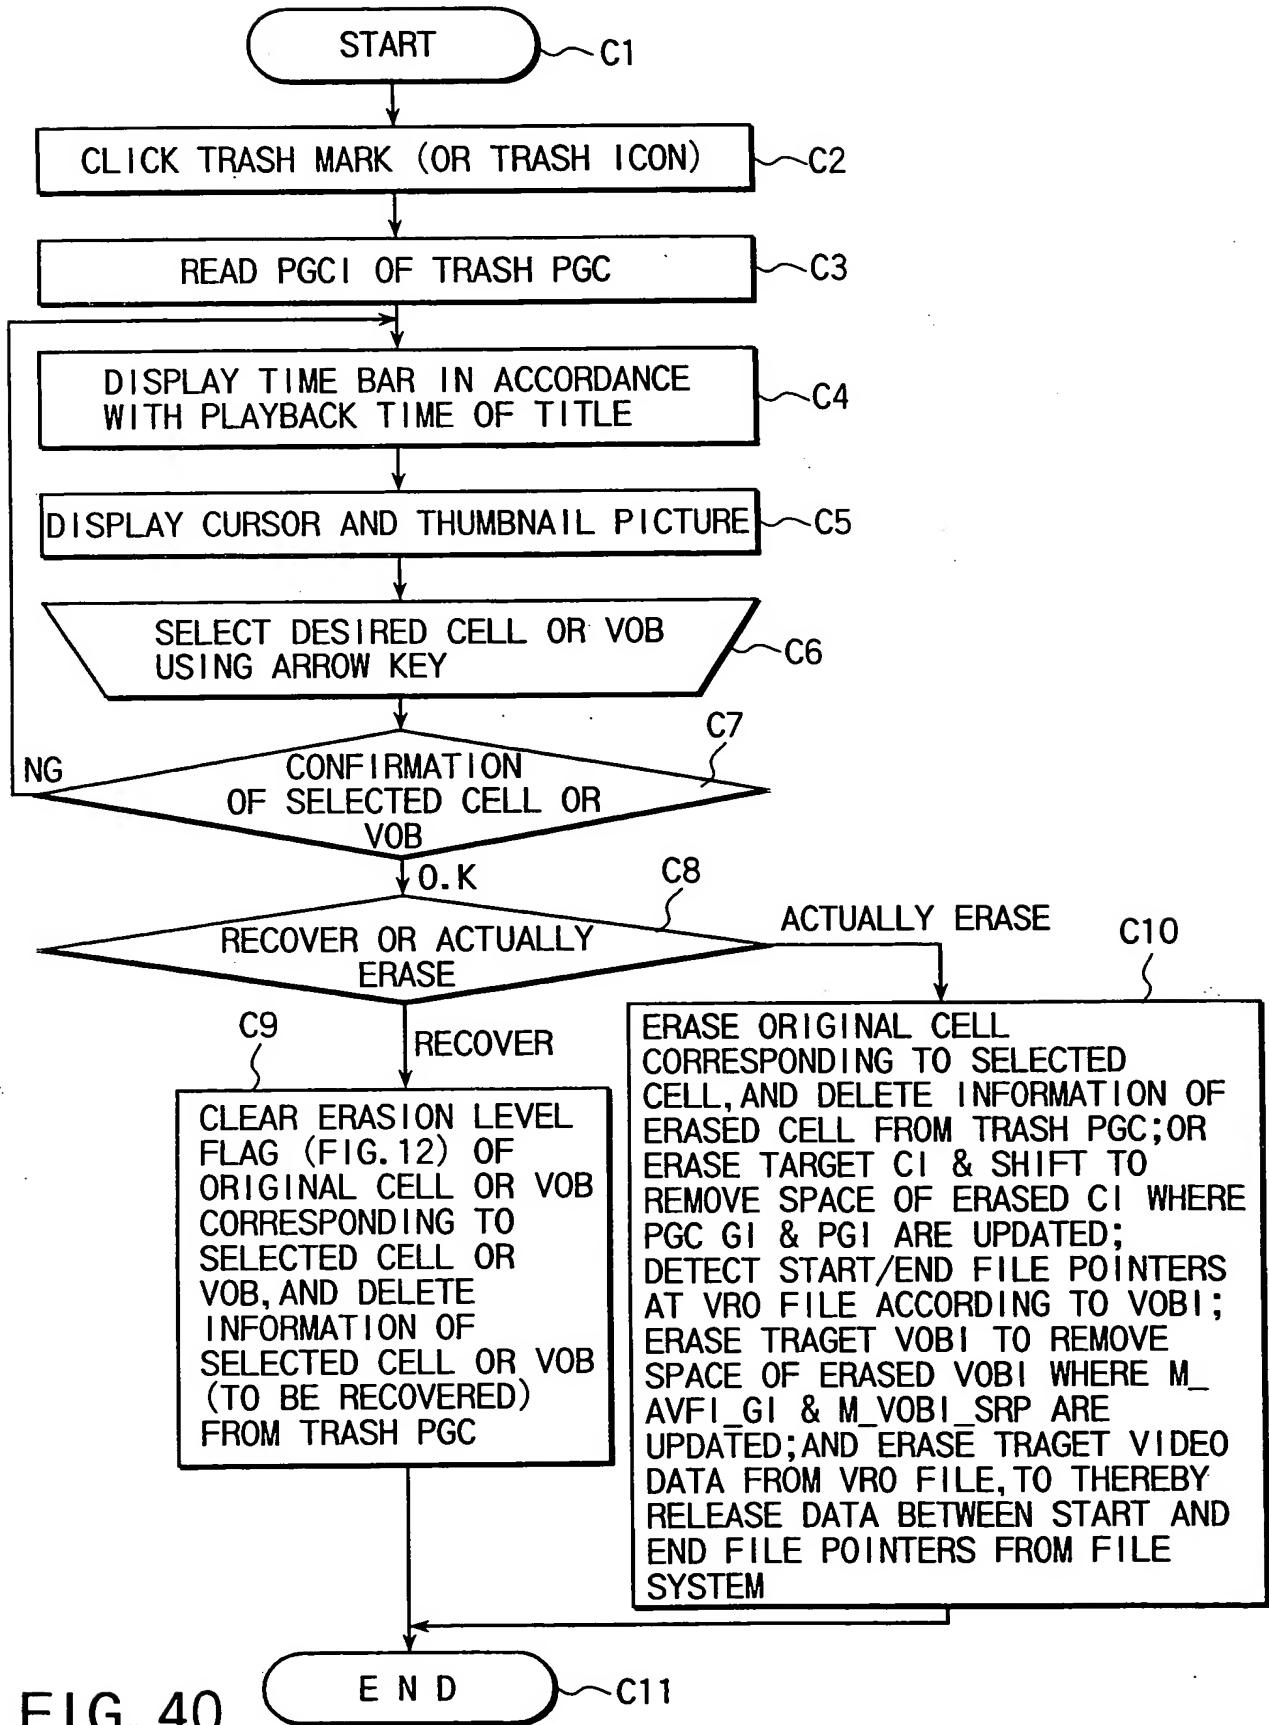 START
C1
CLICK TRASH MARK (OR TRASH ICON)
C2
READ PGCI OF TRASH PGC
C3
DISPLAY TIME BAR IN ACCORDANCE
WITH PLAYBACK TIME OF TITLE
C4
DISPLAY CURSOR AND THUMBNAIL PICTURE
C5
SELECT DESIRED CELL OR VOB
USING ARROW KEY
C6
C7
NG
CONFIRMATION
OF SELECTED CELL OR
VOB
O.K
C8
RECOVER OR ACTUALLY
ERASE
ACTUALLY ERASE
C10
C9
RECOVER
CLEAR ERASION LEVEL
FLAG (FIG.12) OF
ORIGINAL CELL OR VOB
CORRESPONDING TO
SELECTED CELL OR
VOB, AND DELETE
INFORMATION OF
SELECTED CELL OR VOB
(TO BE RECOVERED)
FROM TRASH PGC
ERASE ORIGINAL CELL
CORRESPONDING TO SELECTED
CELL, AND DELETE INFORMATION OF
ERASED CELL FROM TRASH PGC;OR
ERASE TARGET CI & SHIFT TO
REMOVE SPACE OF ERASED CI WHERE
PGC GI & PGI ARE UPDATED;
DETECT START/END FILE POINTERS
AT VRO FILE ACCORDING TO VOBI;
ERASE TRAGET VOBI TO REMOVE
SPACE OF ERASED VOBI WHERE M_
AVFI_GI & M_VOBI_SRP ARE
UPDATED;AND ERASE TRAGET VIDEO
DATA FROM VRO FILE, TO THEREBY
RELEASE DATA BETWEEN START AND
END FILE POINTERS FROM FILE
SYSTEM
END
C11
FIG. 40